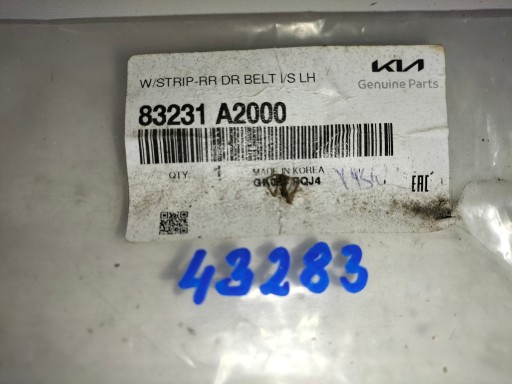 W/STRIP-RR DR BELT I/S LH
KIA
Genuine Parts
83231 A2000
QTY 1 MADE IN KOREA
EAC
43283